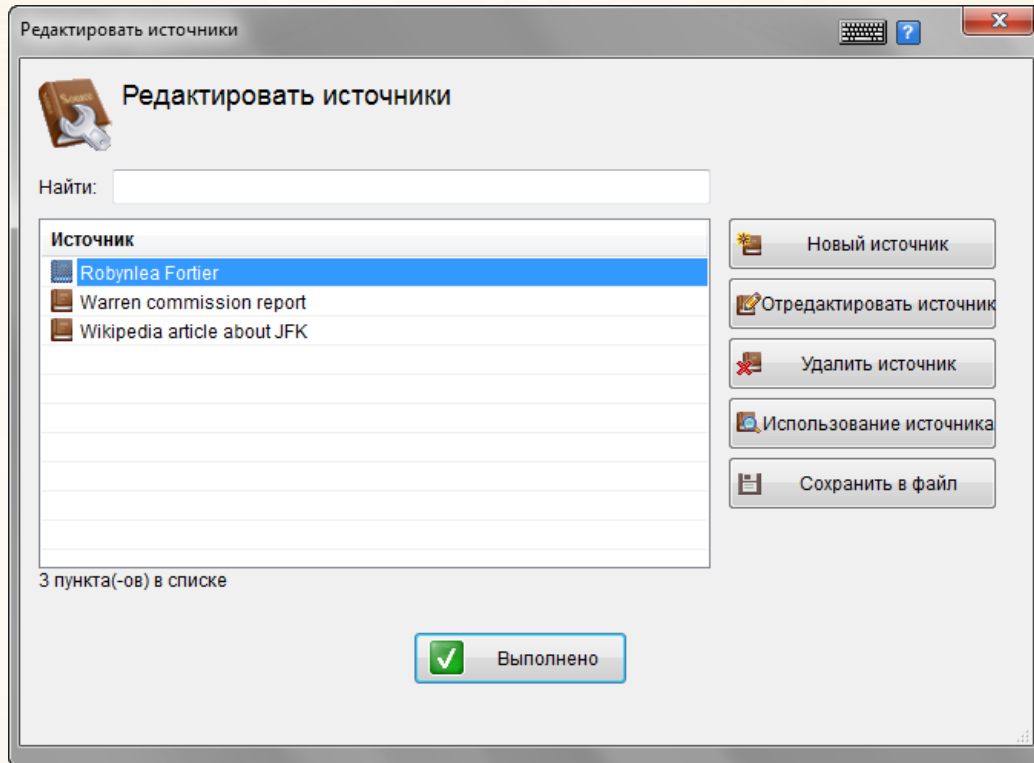 Редактировать источники
?
Source
Редактировать источники
Найти:
Источник
Robynlea Fortier
Warren commission report
Wikipedia article about JFK
Новый источник
Отредактировать источник
Удалить источник
Использование источника
Сохранить в файл
3 пункта(-ов) в списке
Выполнено